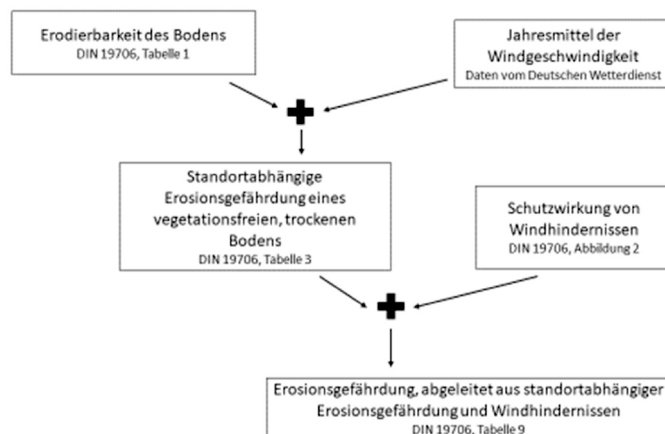 Erodierbarkeit des Bodens
DIN 19706, Tabelle 1
Jahresmittel der
Windgeschwindigkeit
Daten vom Deutschen Wetterdienst
Standortabhängige
Erosionsgefährdung eines
vegetationsfreien, trockenen
Bodens
DIN 19706, Tabelle 3
Schutzwirkung von
Windhindernissen
DIN 19706, Abbildung 2
Erosionsgefährdung, abgeleitet aus standortabhängiger
Erosionsgefährdung und Windhindernissen
DIN 19706, Tabelle 9